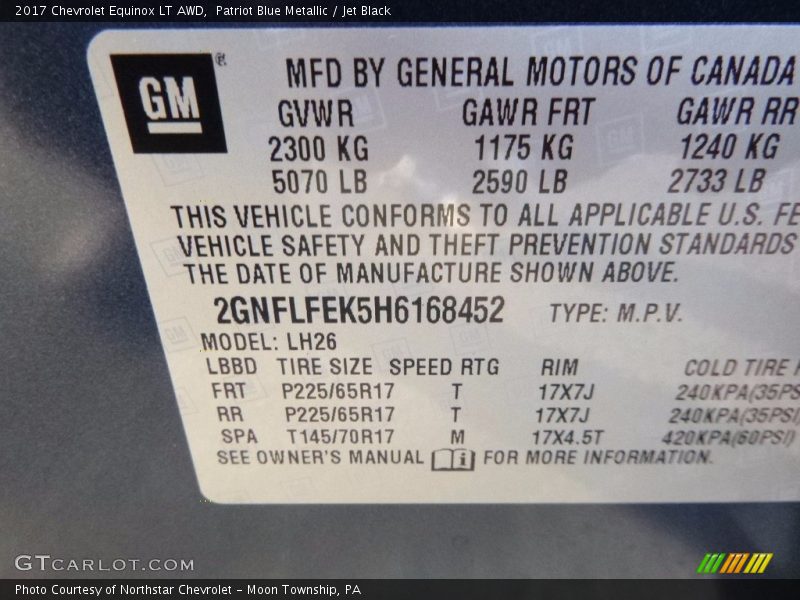 2017 Chevrolet Equinox LT AWD, Patriot Blue Metallic / Jet Black
GM ®
MFD BY GENERAL MOTORS OF CANADA
GVWR GAWR FRT GAWR RR
2300 KG 1175 KG 1240 KG
5070 LB 2590 LB 2733 LB
THIS VEHICLE CONFORMS TO ALL APPLICABLE U.S. FE
VEHICLE SAFETY AND THEFT PREVENTION STANDARDS
THE DATE OF MANUFACTURE SHOWN ABOVE.
2GNFLFEK5H6168452 TYPE: M.P.V.
MODEL: LH26
LBBD TIRE SIZE SPEED RTG RIM COLD TIRE
FRT P225/65R17 T 17X7J 240KPA(35PS
RR P225/65R17 T 17X7J 240KPA(35PSI)
SPA T145/70R17 M 17X4.5T 420KPA(60PSI)
SEE OWNER'S MANUAL FOR MORE INFORMATION.
GTCARLOT.COM
Photo Courtesy of Northstar Chevrolet - Moon Township, PA